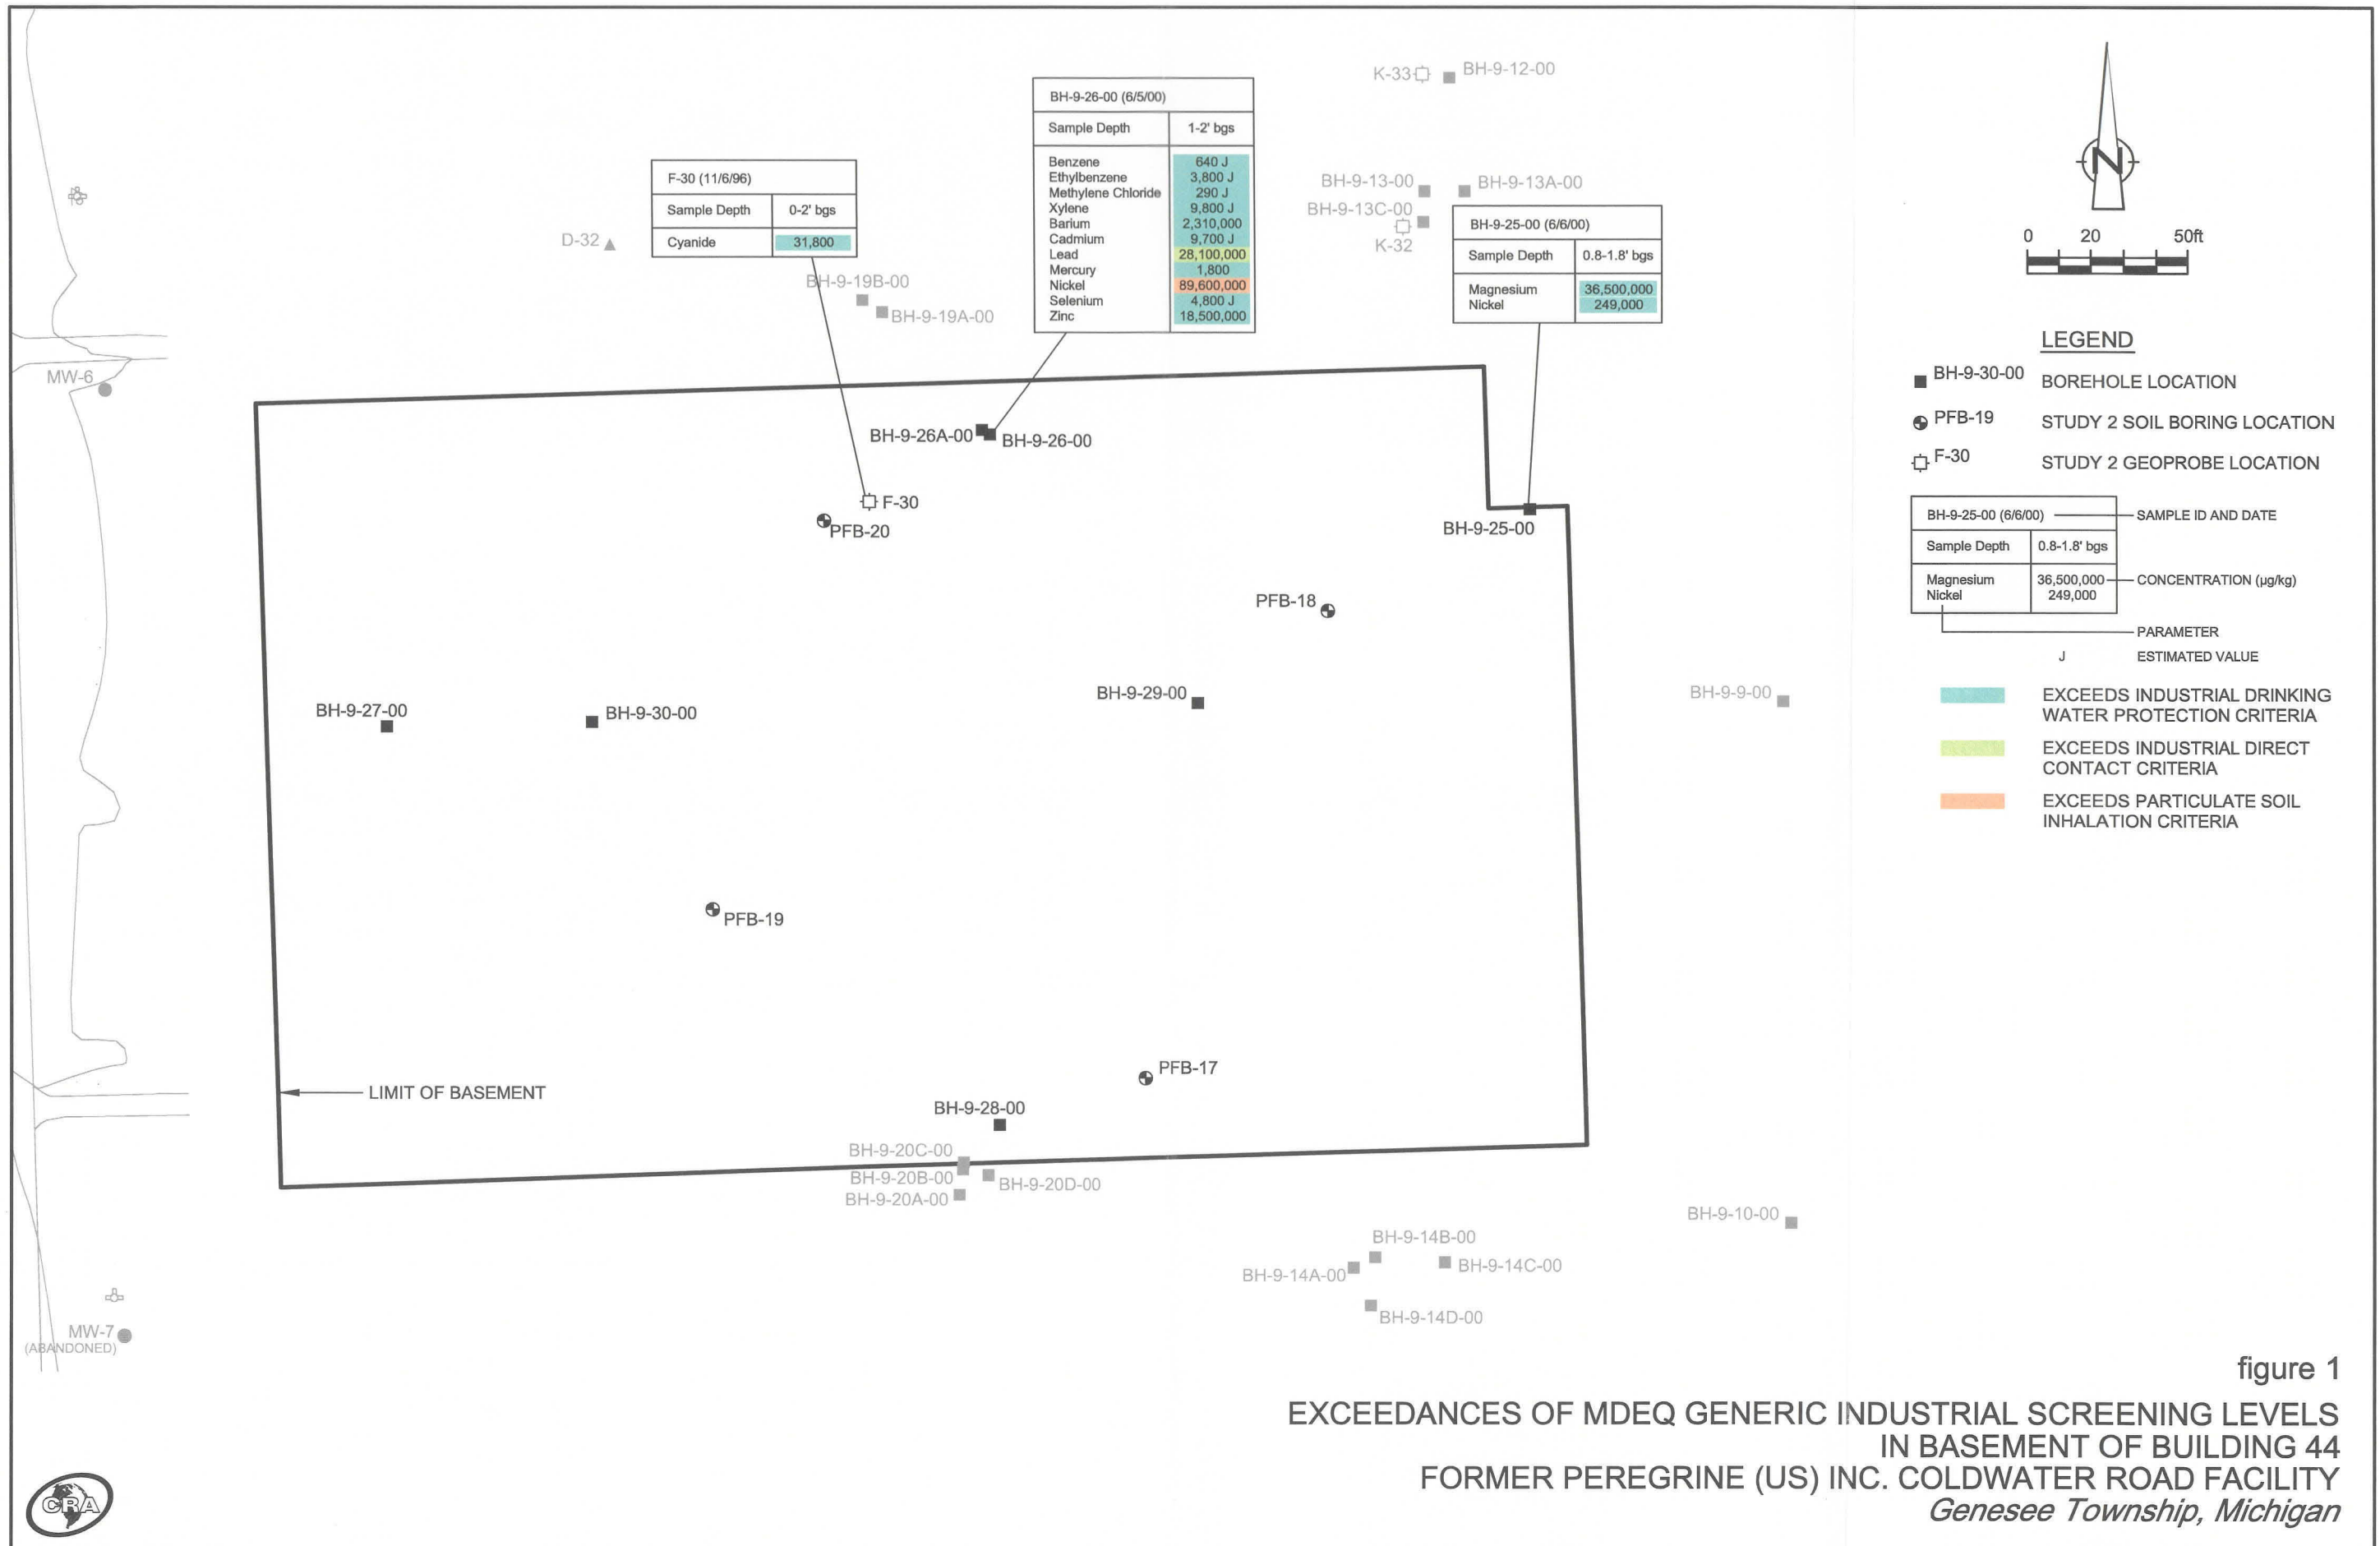 K-33
BH-9-12-00
BH-9-26-00 (6/5/00)
Sample Depth 1-2' bgs
Benzene 640 J
Ethylbenzene 3,800 J
Methylene Chloride 290 J
Xylene 9,800 J
Barium 2,310,000
Cadmium 9,700 J
Lead 28,100,000
Mercury 1,800
Nickel 89,600,000
Selenium 4,800 J
Zinc 18,500,000
F-30 (11/6/96)
Sample Depth 0-2' bgs
Cyanide 31,800
BH-9-13-00
BH-9-13A-00
BH-9-13C-00
K-32
BH-9-25-00 (6/6/00)
Sample Depth 0.8-1.8' bgs
Magnesium 36,500,000
Nickel 249,000
D-32
BH-9-19B-00
BH-9-19A-00
MW-6
BH-9-26A-00
BH-9-26-00
F-30
PFB-20
BH-9-25-00
PFB-18
BH-9-29-00
BH-9-27-00
BH-9-30-00
BH-9-9-00
PFB-19
PFB-17
LIMIT OF BASEMENT
BH-9-28-00
BH-9-20C-00
BH-9-20B-00
BH-9-20D-00
BH-9-20A-00
BH-9-10-00
BH-9-14B-00
BH-9-14A-00
BH-9-14C-00
BH-9-14D-00
MW-7
(ABANDONED)
N
0 20 50ft
LEGEND
BH-9-30-00 BOREHOLE LOCATION
PFB-19 STUDY 2 SOIL BORING LOCATION
F-30 STUDY 2 GEOPROBE LOCATION
BH-9-25-00 (6/6/00) SAMPLE ID AND DATE
Sample Depth 0.8-1.8' bgs
Magnesium 36,500,000 CONCENTRATION (µg/kg)
Nickel 249,000
PARAMETER
J ESTIMATED VALUE
EXCEEDS INDUSTRIAL DRINKING
WATER PROTECTION CRITERIA
EXCEEDS INDUSTRIAL DIRECT
CONTACT CRITERIA
EXCEEDS PARTICULATE SOIL
INHALATION CRITERIA
figure 1
EXCEEDANCES OF MDEQ GENERIC INDUSTRIAL SCREENING LEVELS
IN BASEMENT OF BUILDING 44
FORMER PEREGRINE (US) INC. COLDWATER ROAD FACILITY
Genesee Township, Michigan
CRA